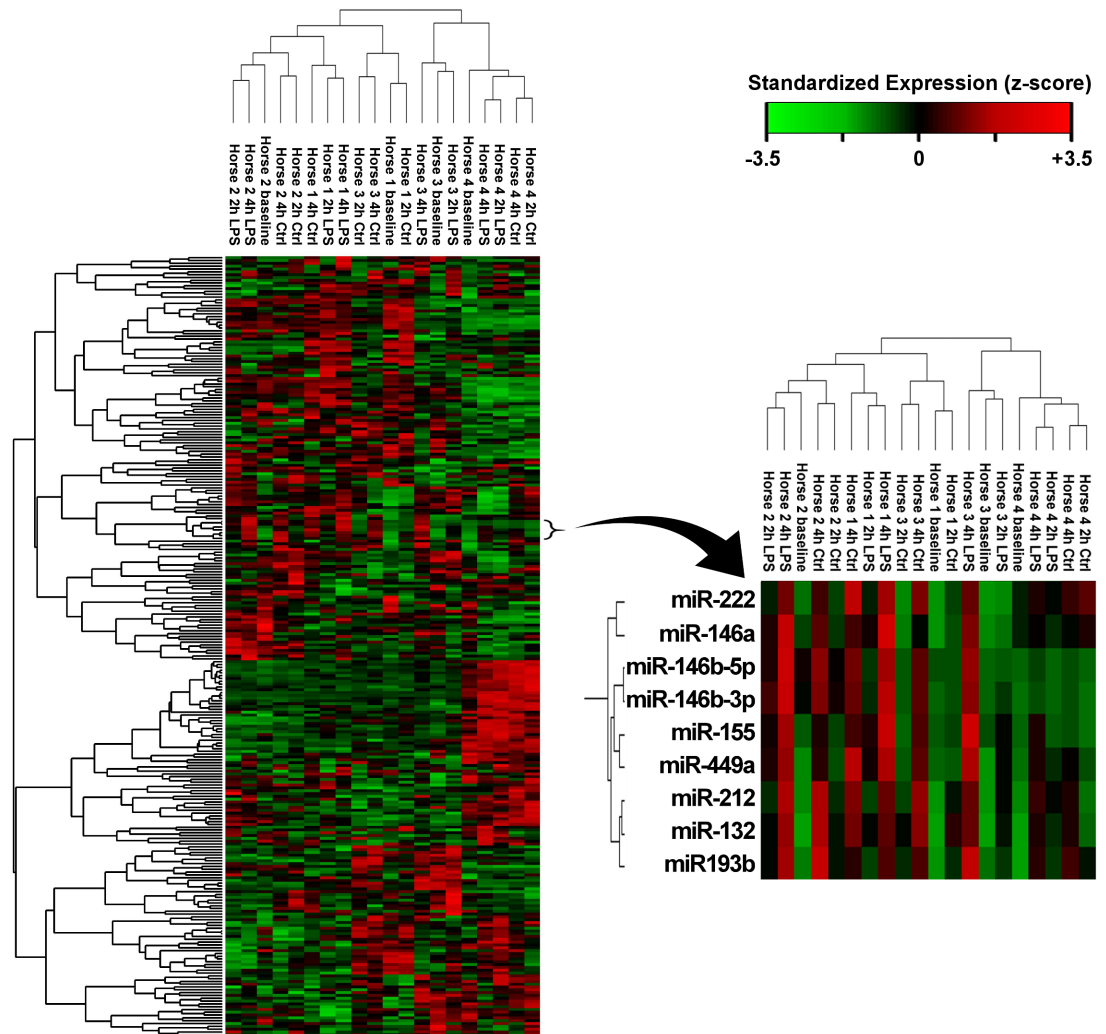 Standardized Expression (z-score)
-3.5 0 +3.5
Horse 2 2h LPS
Horse 2 4h LPS
Horse 2 baseline
Horse 2 4h Ctrl
Horse 2 2h Ctrl
Horse 1 4h Ctrl
Horse 1 2h LPS
Horse 1 4h LPS
Horse 3 2h Ctrl
Horse 3 4h Ctrl
Horse 1 baseline
Horse 1 2h Ctrl
Horse 3 4h LPS
Horse 3 baseline
Horse 3 2h LPS
Horse 4 baseline
Horse 4 4h LPS
Horse 4 2h LPS
Horse 4 4h Ctrl
Horse 4 2h Ctrl
Horse 2 2h LPS
Horse 2 4h LPS
Horse 2 baseline
Horse 2 4h Ctrl
Horse 2 2h Ctrl
Horse 1 4h Ctrl
Horse 1 2h LPS
Horse 1 4h LPS
Horse 3 2h Ctrl
Horse 3 4h Ctrl
Horse 1 baseline
Horse 1 2h Ctrl
Horse 3 4h LPS
Horse 3 baseline
Horse 3 2h LPS
Horse 4 baseline
Horse 4 4h LPS
Horse 4 2h LPS
Horse 4 4h Ctrl
Horse 4 2h Ctrl
miR-222
miR-146a
miR-146b-5p
miR-146b-3p
miR-155
miR-449a
miR-212
miR-132
miR193b